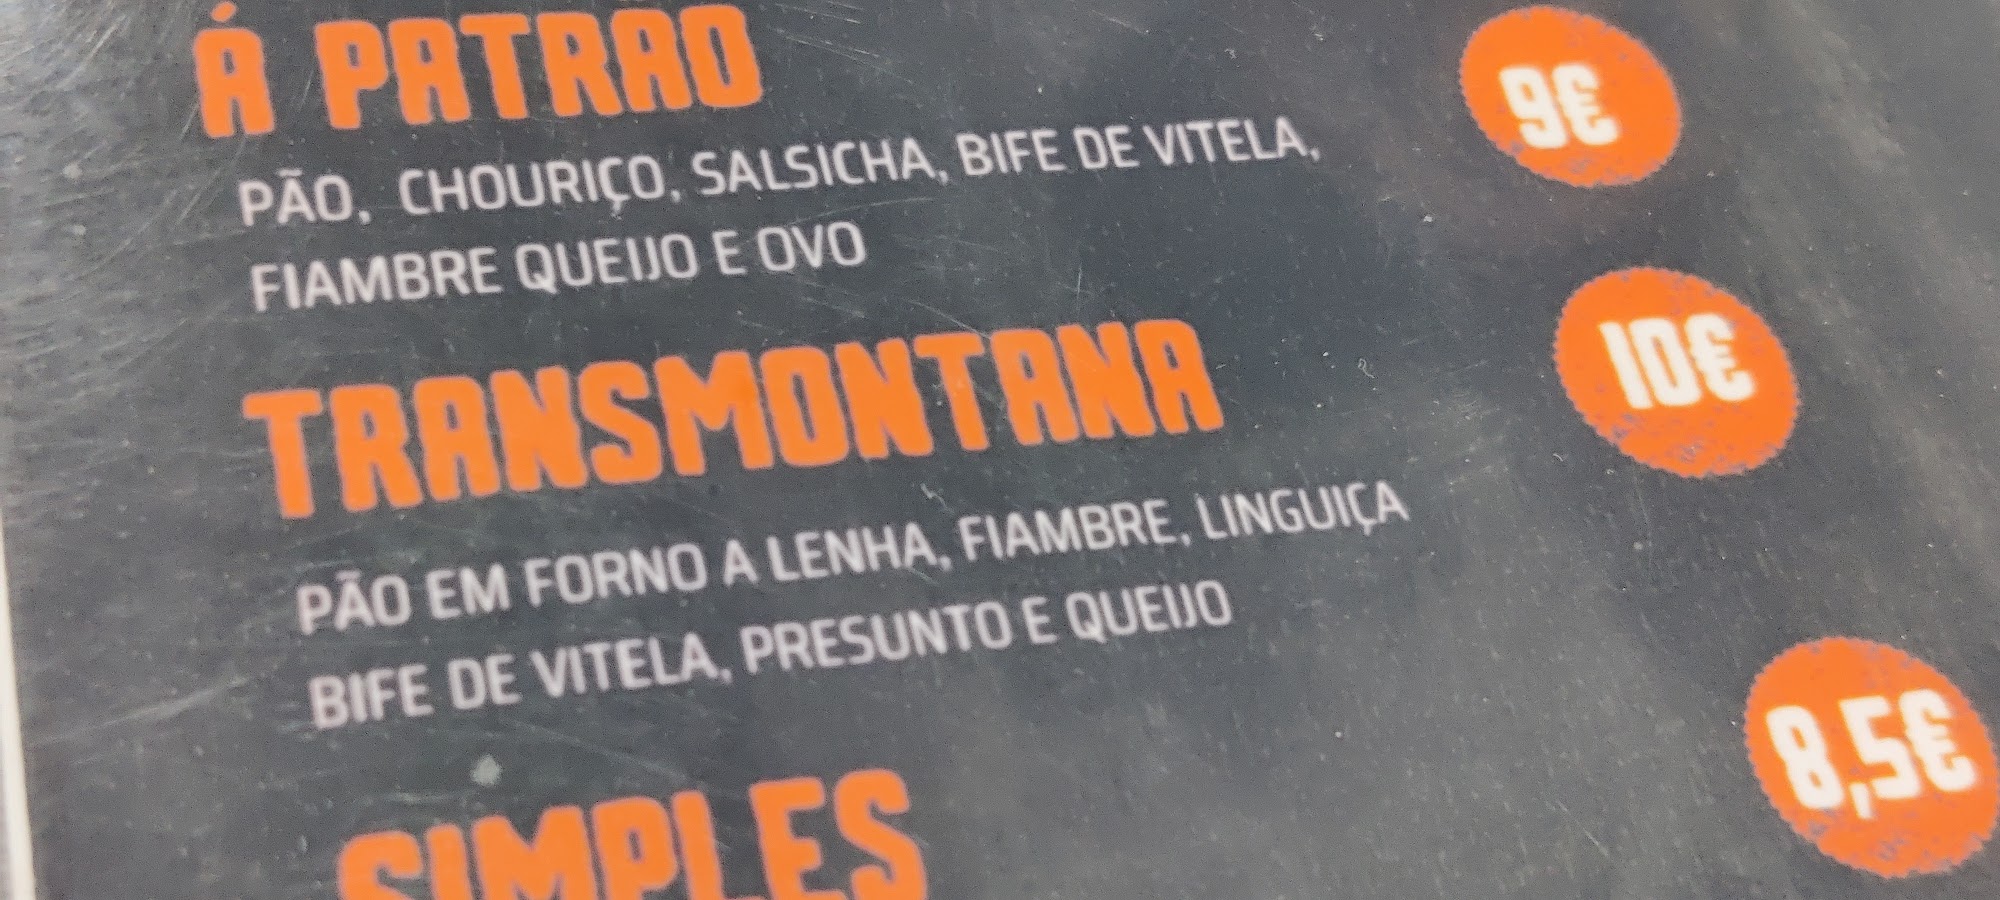 Á PATRAO
9€
PÃO, CHOURIÇO, SALSICHA, BIFE DE VITELA,
FIAMBRE QUEIJO E OVO
TRANSMONTANA
10€
PÃO EM FORNO A LENHA, FIAMBRE, LINGUIÇA
BIFE DE VITELA, PRESUNTO E QUEIJO
SIMPLES
8,5€